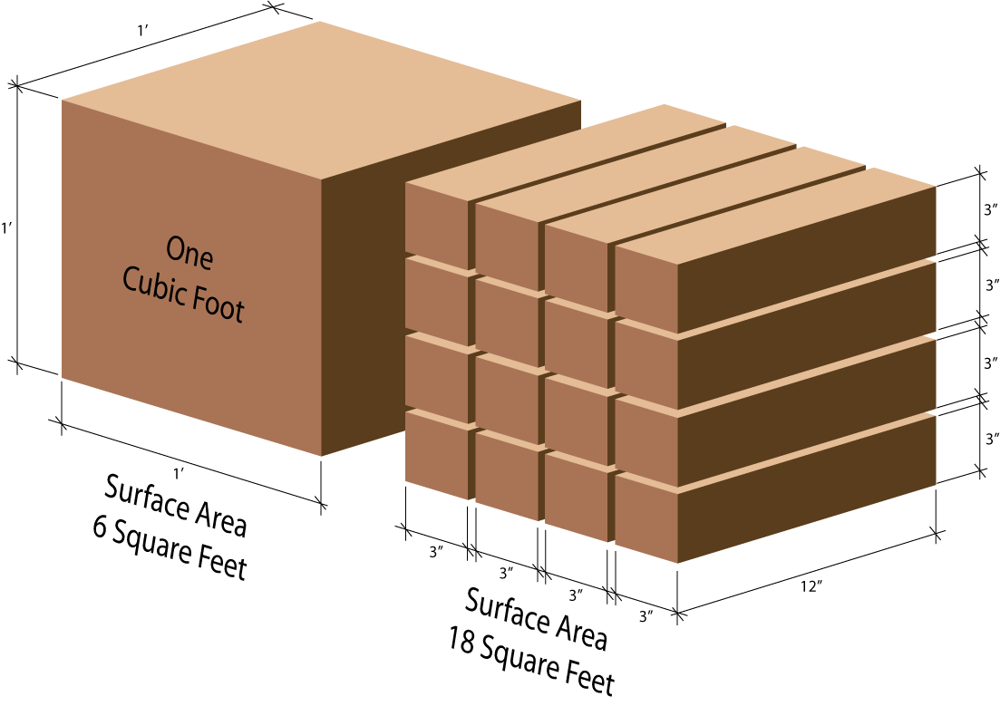 1′
1′
One
Cubic Foot
1′
Surface Area
6 Square Feet
3″
3″
3″
3″
3″
3″
3″
3″
12″
Surface Area
18 Square Feet